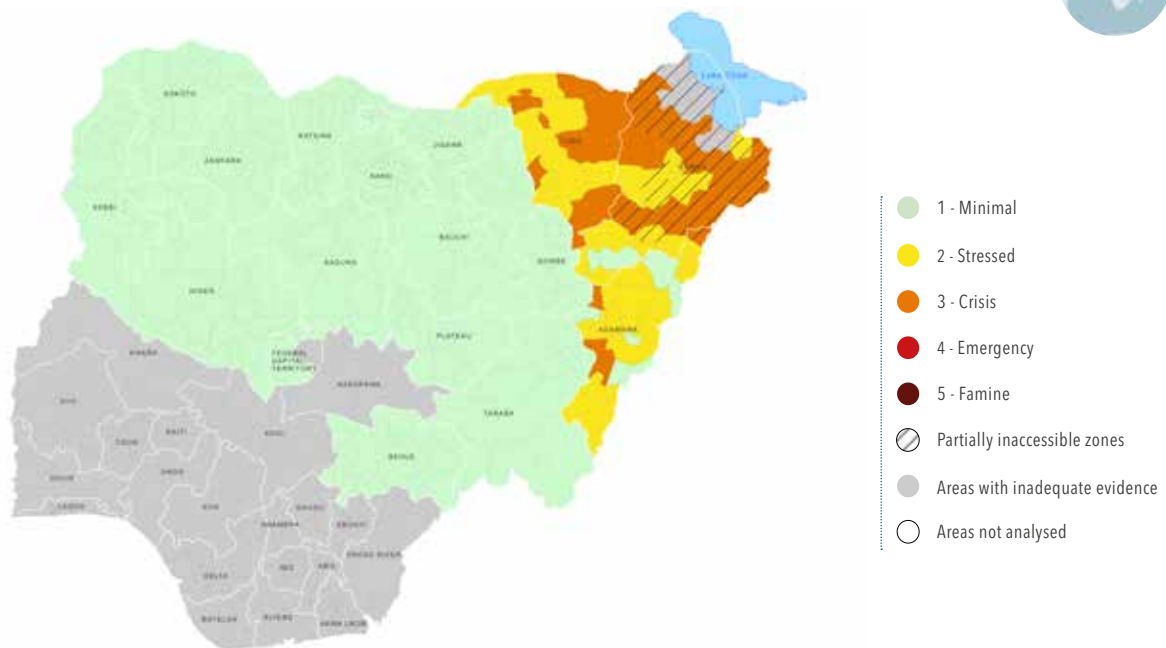 Lake Chad
SOKOTO
KATSINA
JIGAWA
ZAMFARA
KANO
KEBBI
BAUCHI
KADUNA
GOMBE
NIGER
ADAMAWA
PLATEAU
FEDERAL
CAPITAL
TERRITORY
KWARA
NASSARAWA
OYO
TARABA
KOGI
EKITI
OSUN
BENUE
ONDO
OGUN
LAGOS
EDO
ENUGU
ANAMBRA
EBONYI
CROSS RIVER
IMO
ABIA
DELTA
RIVERS
BAYELSA
AKWA IBOM
1 - Minimal
2 - Stressed
3 - Crisis
4 - Emergency
5 - Famine
Partially inaccessible zones
Areas with inadequate evidence
Areas not analysed